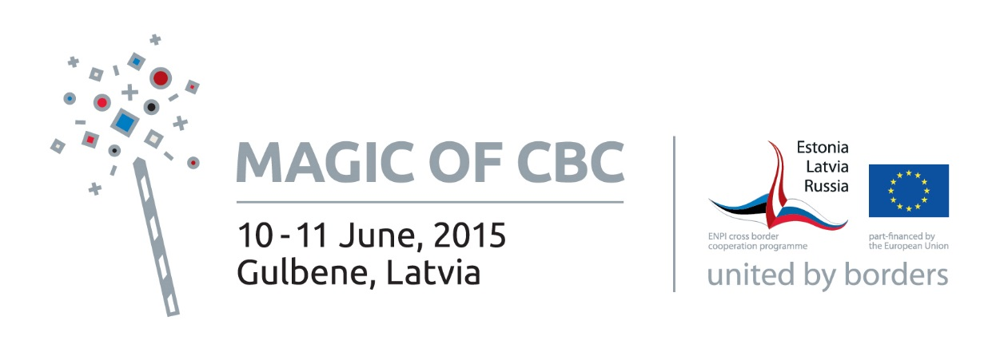 MAGIC OF CBC
10 - 11 June, 2015
Gulbene, Latvia
Estonia
Latvia
Russia
ENPI cross border
cooperation programme
part-financed by
the European Union
united by borders